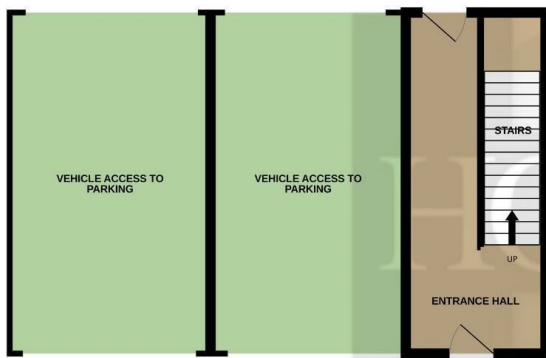 VEHICLE ACCESS TO
PARKING
VEHICLE ACCESS TO
PARKING
STAIRS
UP
ENTRANCE HALL